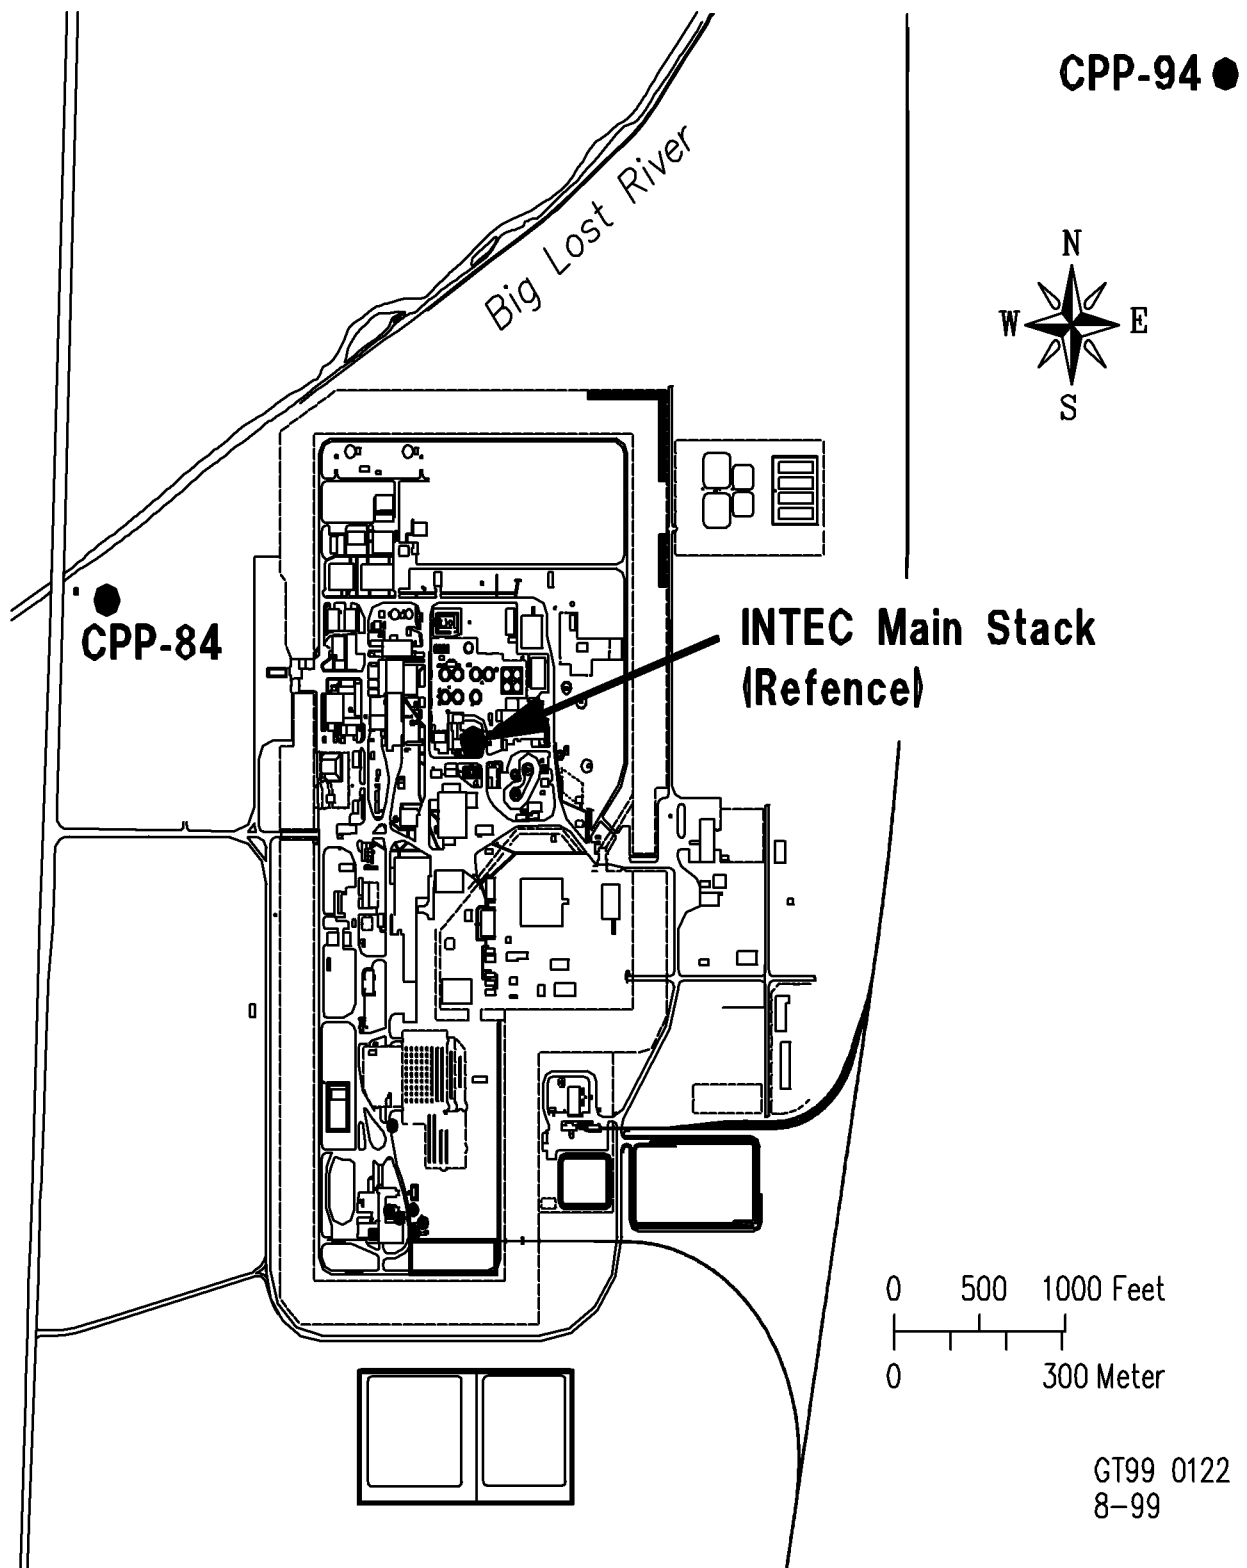 CPP-94
Big Lost River
N
W E
S
CPP-84
INTEC Main Stack
(Refence)
0 500 1000 Feet
0 300 Meter
GT99 0122
8-99